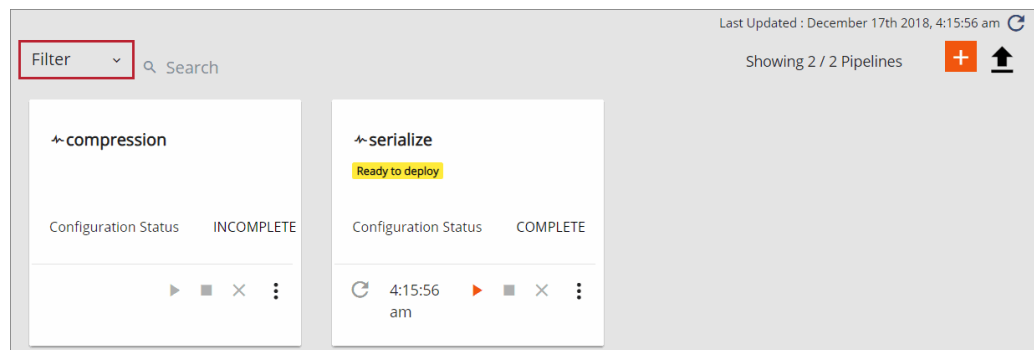 Last Updated : December 17th 2018, 4:15:56 am
Filter
Search
Showing 2 / 2 Pipelines
compression
Configuration Status INCOMPLETE
serialize
Ready to deploy
Configuration Status COMPLETE
4:15:56
am